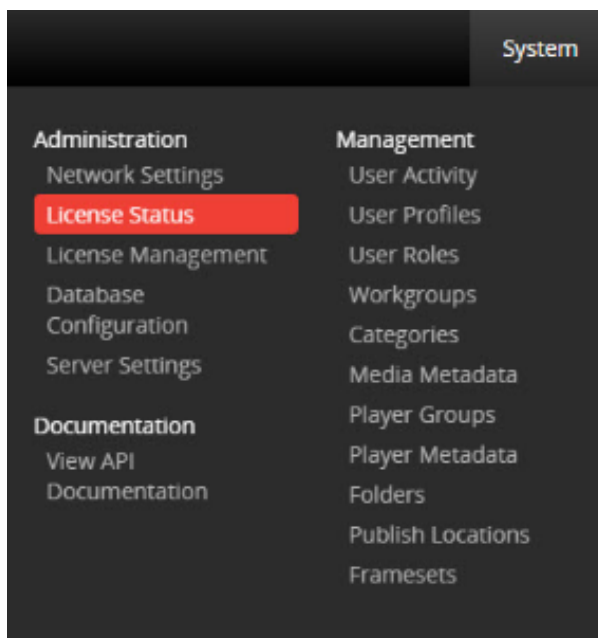 System
Administration
Network Settings
License Status
License Management
Database
Configuration
Server Settings
Documentation
View API
Documentation
Management
User Activity
User Profiles
User Roles
Workgroups
Categories
Media Metadata
Player Groups
Player Metadata
Folders
Publish Locations
Framesets